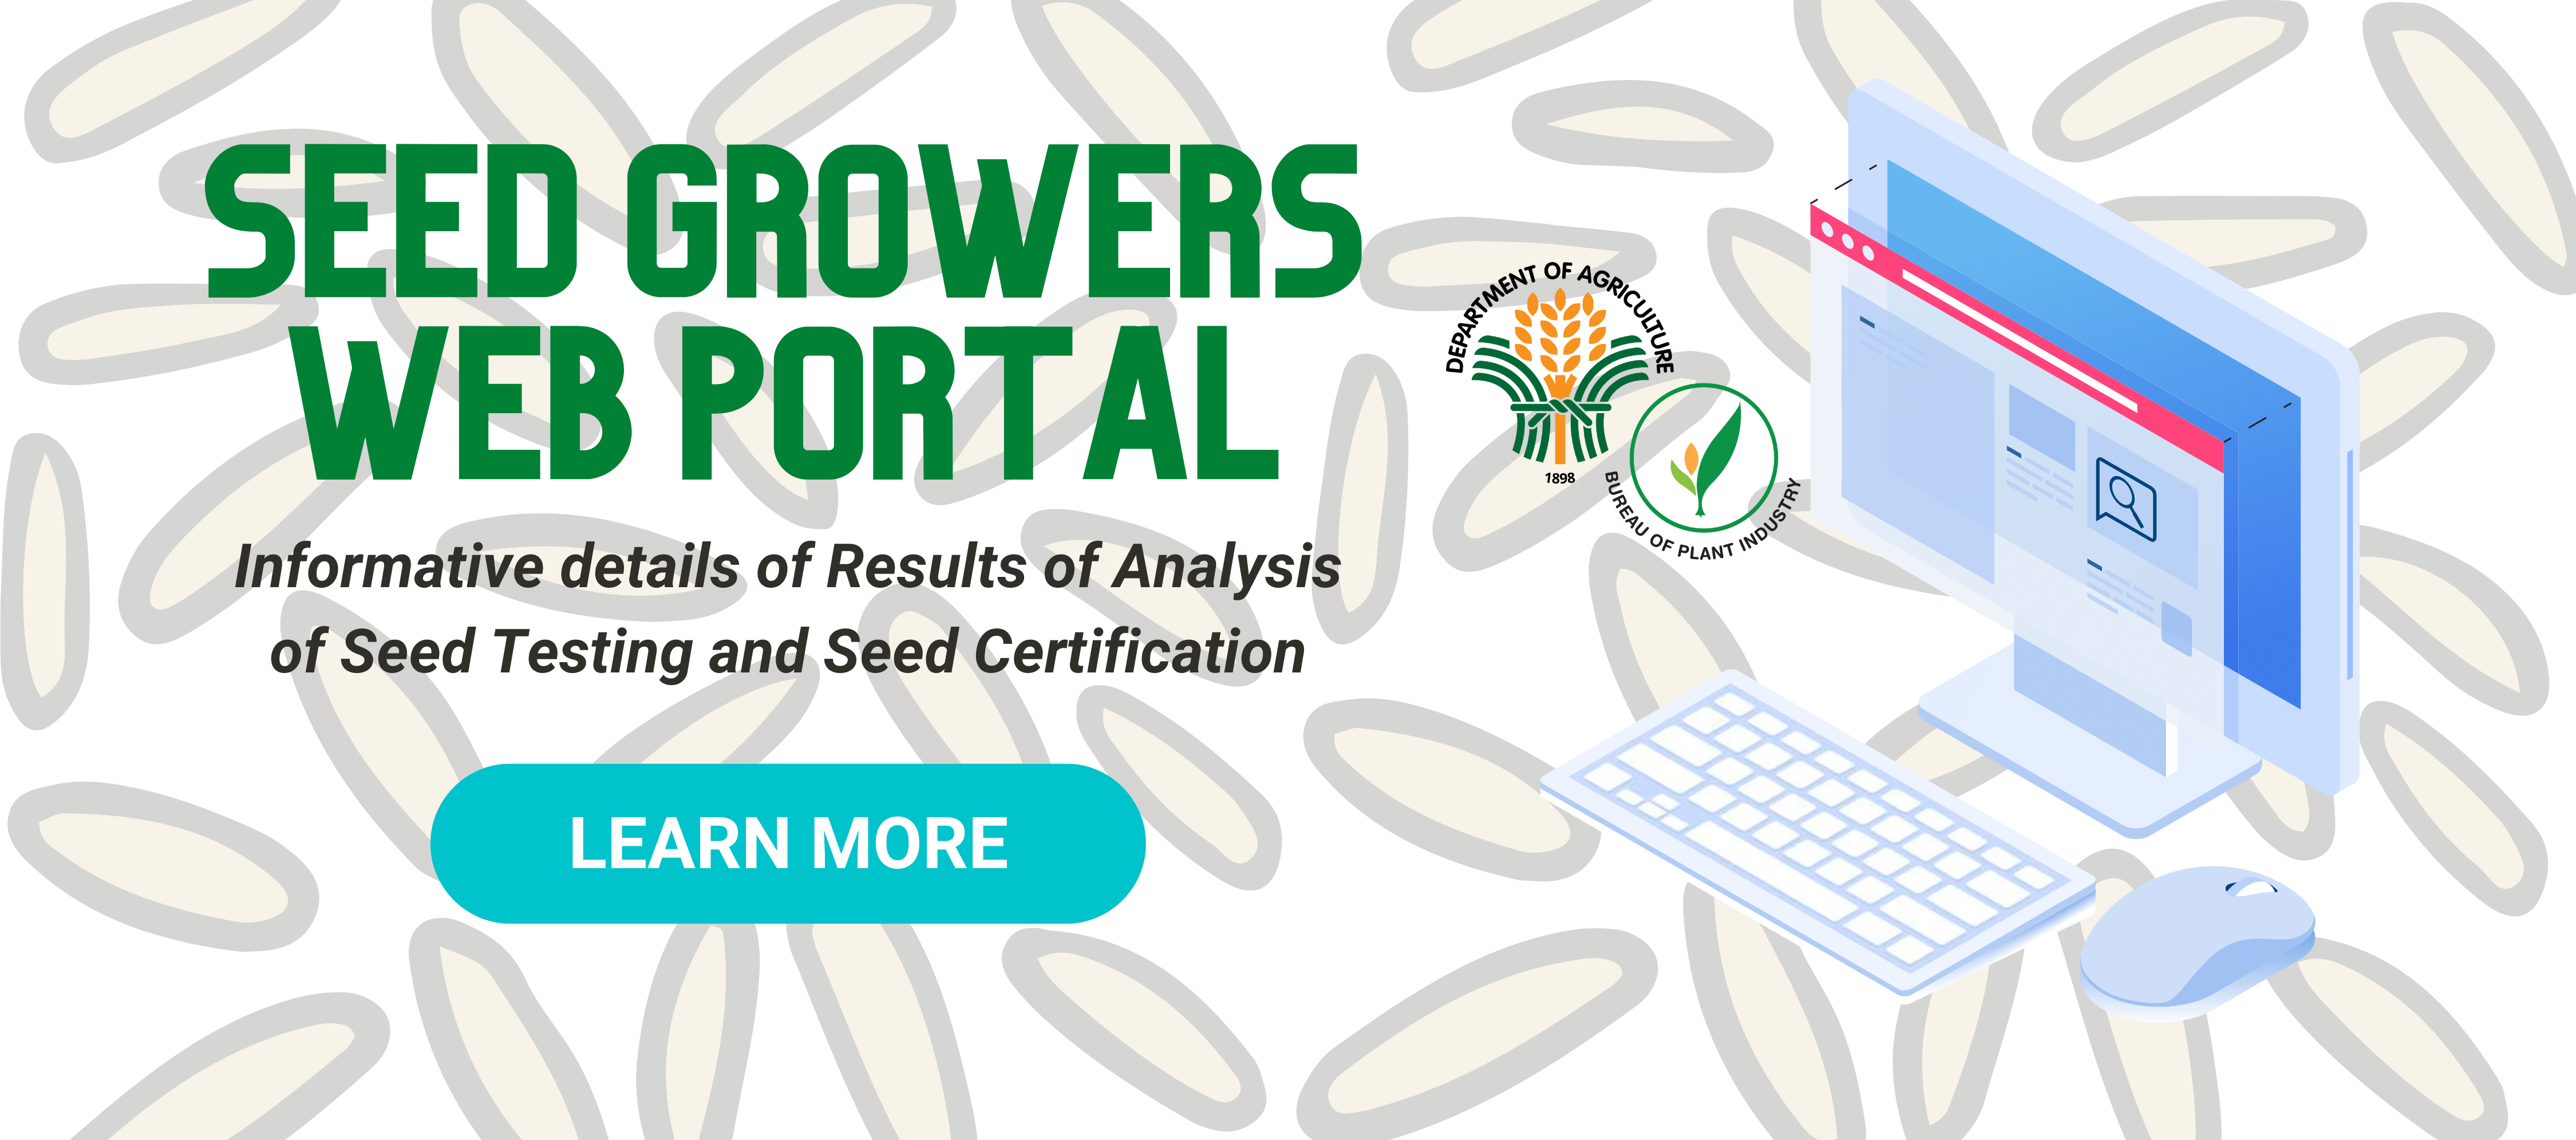 SEED GROWERS
WEB PORTAL
Informative details of Results of Analysis
of Seed Testing and Seed Certification
LEARN MORE
DEPARTMENT OF AGRICULTURE
1898
BUREAU OF PLANT INDUSTRY